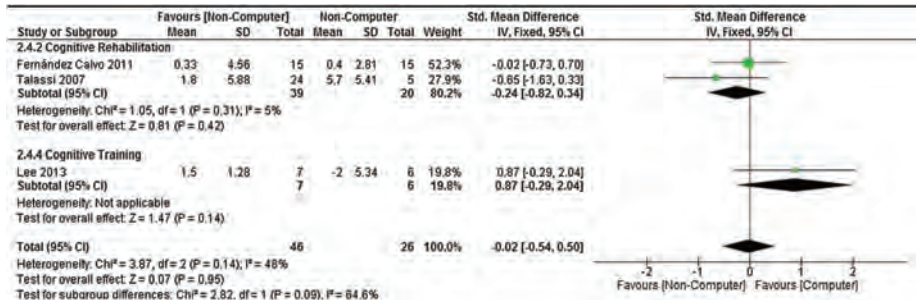 Favours [Non-Computer] Non-Computer Std. Mean Difference Std. Mean Difference
Study or Subgroup Mean SD Total Mean SD Total Weight IV, Fixed, 95% CI IV, Fixed, 95% CI
2.4.2 Cognitive Rehabilitation
Fernández Calvo 2011 0.33 4.56 15 0.4 2.81 15 52.3% -0.02 [-0.73, 0.70]
Talassi 2007 1.8 5.88 24 5.7 5.41 5 27.9% -0.65 [-1.63, 0.33]
Subtotal (95% CI) 39 20 80.2% -0.24 [-0.82, 0.34]
Heterogeneity: Chi² = 1.05, df = 1 (P = 0.31); I² = 5%
Test for overall effect: Z = 0.81 (P = 0.42)
2.4.4 Cognitive Training
Lee 2013 1.5 1.28 7 -2 5.34 6 19.8% 0.87 [-0.29, 2.04]
Subtotal (95% CI) 7 6 19.8% 0.87 [-0.29, 2.04]
Heterogeneity: Not applicable
Test for overall effect: Z = 1.47 (P = 0.14)
Total (95% CI) 46 26 100.0% -0.02 [-0.54, 0.50]
Heterogeneity: Chi² = 3.87, df = 2 (P = 0.14); I² = 48%
Test for overall effect: Z = 0.07 (P = 0.95)
Test for subgroup differences: Chi² = 2.82, df = 1 (P = 0.09), I² = 64.6%
-2 -1 0 1 2
Favours [Non-Computer] Favours [Computer]